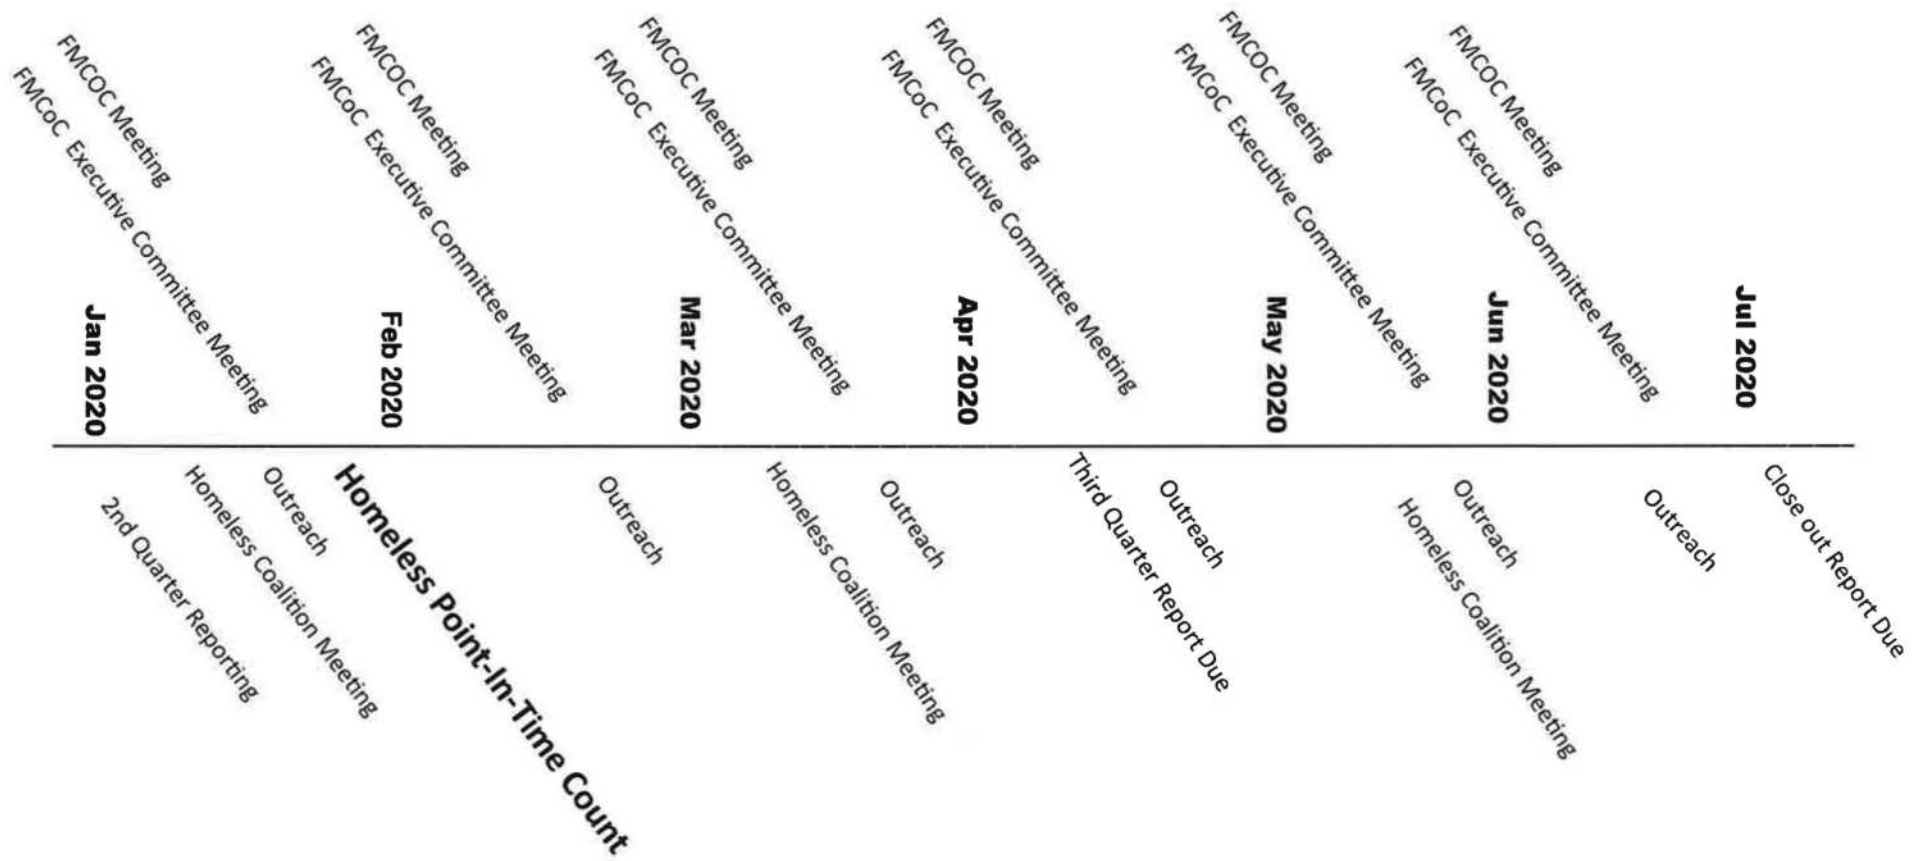 FMCOC Meeting
FMCoC Executive Committee Meeting
FMCOC Meeting
FMCoC Executive Committee Meeting
FMCOC Meeting
FMCoC Executive Committee Meeting
FMCOC Meeting
FMCoC Executive Committee Meeting
FMCOC Meeting
FMCoC Executive Committee Meeting
FMCOC Meeting
FMCoC Executive Committee Meeting
Jan 2020
Feb 2020
Mar 2020
Apr 2020
May 2020
Jun 2020
Jul 2020
2nd Quarter Reporting
Homeless Coalition Meeting
Outreach
Homeless Point-In-Time Count
Outreach
Homeless Coalition Meeting
Outreach
Third Quarter Report Due
Outreach
Homeless Coalition Meeting
Outreach
Outreach
Close out Report Due